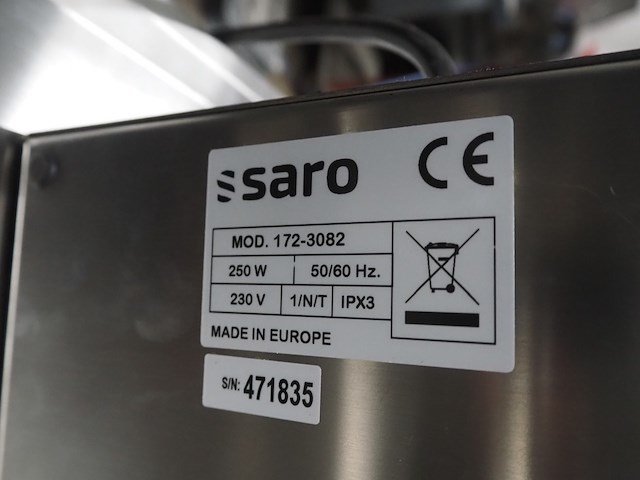 saro CE
MOD. 172-3082
250 W 50/60 Hz.
230 V 1/N/T IPX3
MADE IN EUROPE
S/N: 471835